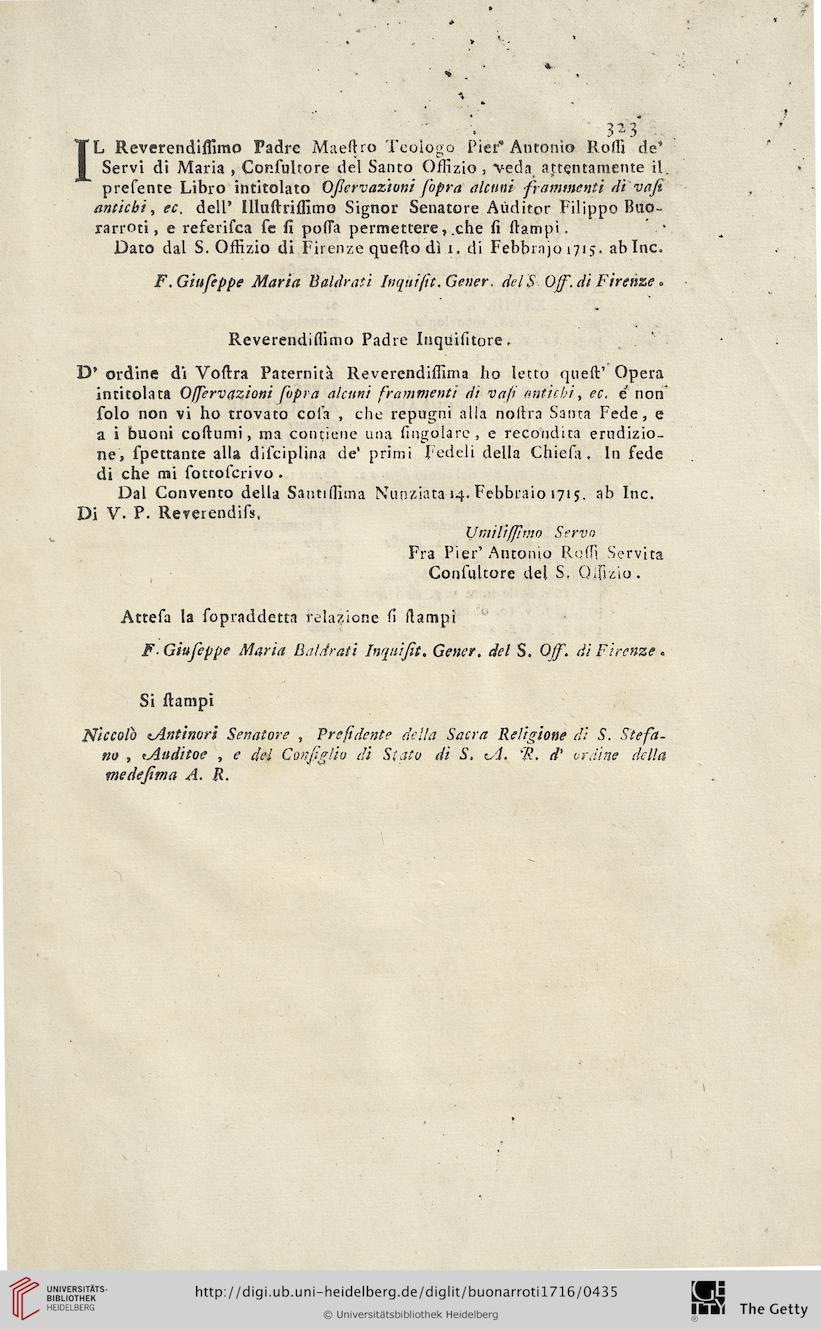 323
IL Reverendiſſimo Padre Maeſtro Teologo Pier' Antonio Roſſi de'
Servi di Maria, Conſultore del Santo Offizio, veda attentamente il
preſente Libro intitolato Oſſervazioni ſopra alcuni frammenti di vaſi
antichi, ec. dell' Illuſtriſſimo Signor Senatore Auditor Filippo Buo-
rarroti, e referiſca ſe ſi poſſa permettere, che ſi ſtampi.
Dato dal S. Offizio di Firenze queſto dì 1. di Febbrajo 1715. ab Inc.
F. Giuſeppe Maria Baldrati Inquiſit. Gener. del S. Off. di Firenze.
Reverendiſſimo Padre Inquiſitore.
D' ordine di Voſtra Paternità Reverendiſſima ho letto queſt' Opera
intitolata Oſſervazioni ſopra alcuni frammenti di vaſi antichi, ec. e non
ſolo non vi ho trovato coſa, che repugni alla noſtra Santa Fede, e
a i buoni coſtumi, ma contiene una ſingolare, e recondita erudizio-
ne, ſpettante alla diſciplina de' primi Fedeli della Chieſa. In fede
di che mi ſottoſcrivo.
Dal Convento della Santiſſima Nunziata 14. Febbraio 1715. ab Inc.
Di V. P. Reverendiſs.
Umiliſſimo Servo
Fra Pier' Antonio Roſſi Servita
Conſultore del S. Offizio.
Atteſa la ſopraddetta relazione ſi ſtampi
F. Giuſeppe Maria Baldrati Inquiſit. Gener. del S. Off. di Firenze.
Si ſtampi
Niccolò Antinori Senatore, Preſidente della Sacra Religione di S. Stefa-
no, Auditoe, e del Conſiglio di Stato di S. A. R. d' ordine della
medeſima A. R.
UNIVERSITÄTS-
BIBLIOTHEK
HEIDELBERG
http://digi.ub.uni-heidelberg.de/diglit/buonarroti1716/0435
© Universitätsbibliothek Heidelberg
GETTY
®
The Getty